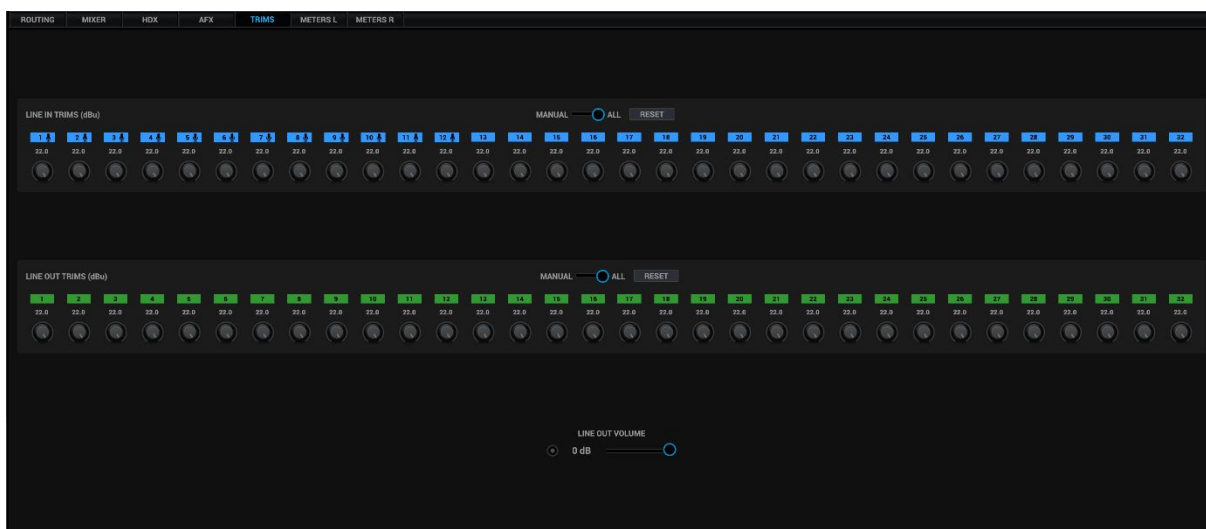 ROUTING MIXER HDX AFX TRIMS METERS L METERS R
LINE IN TRIMS (dBu) MANUAL ALL RESET
1 2 3 4 5 6 7 8 9 10 11 12 13 14 15 16 17 18 19 20 21 22 23 24 25 26 27 28 29 30 31 32
22.0 22.0 22.0 22.0 22.0 22.0 22.0 22.0 22.0 22.0 22.0 22.0 22.0 22.0 22.0 22.0 22.0 22.0 22.0 22.0 22.0 22.0 22.0 22.0 22.0 22.0 22.0 22.0 22.0 22.0 22.0 22.0
LINE OUT TRIMS (dBu) MANUAL ALL RESET
1 2 3 4 5 6 7 8 9 10 11 12 13 14 15 16 17 18 19 20 21 22 23 24 25 26 27 28 29 30 31 32
22.0 22.0 22.0 22.0 22.0 22.0 22.0 22.0 22.0 22.0 22.0 22.0 22.0 22.0 22.0 22.0 22.0 22.0 22.0 22.0 22.0 22.0 22.0 22.0 22.0 22.0 22.0 22.0 22.0 22.0 22.0 22.0
LINE OUT VOLUME
0 dB